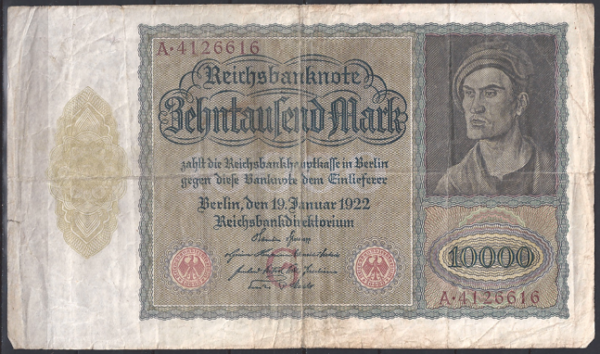 A·4126616
Reichsbanknote
Zehntausend Mark
zahlt die Reichsbankhauptkasse in Berlin
gegen diese Banknote dem Einlieferer
Berlin, den 19. Januar 1922
Reichsbankdirektorium
10000
A·4126616